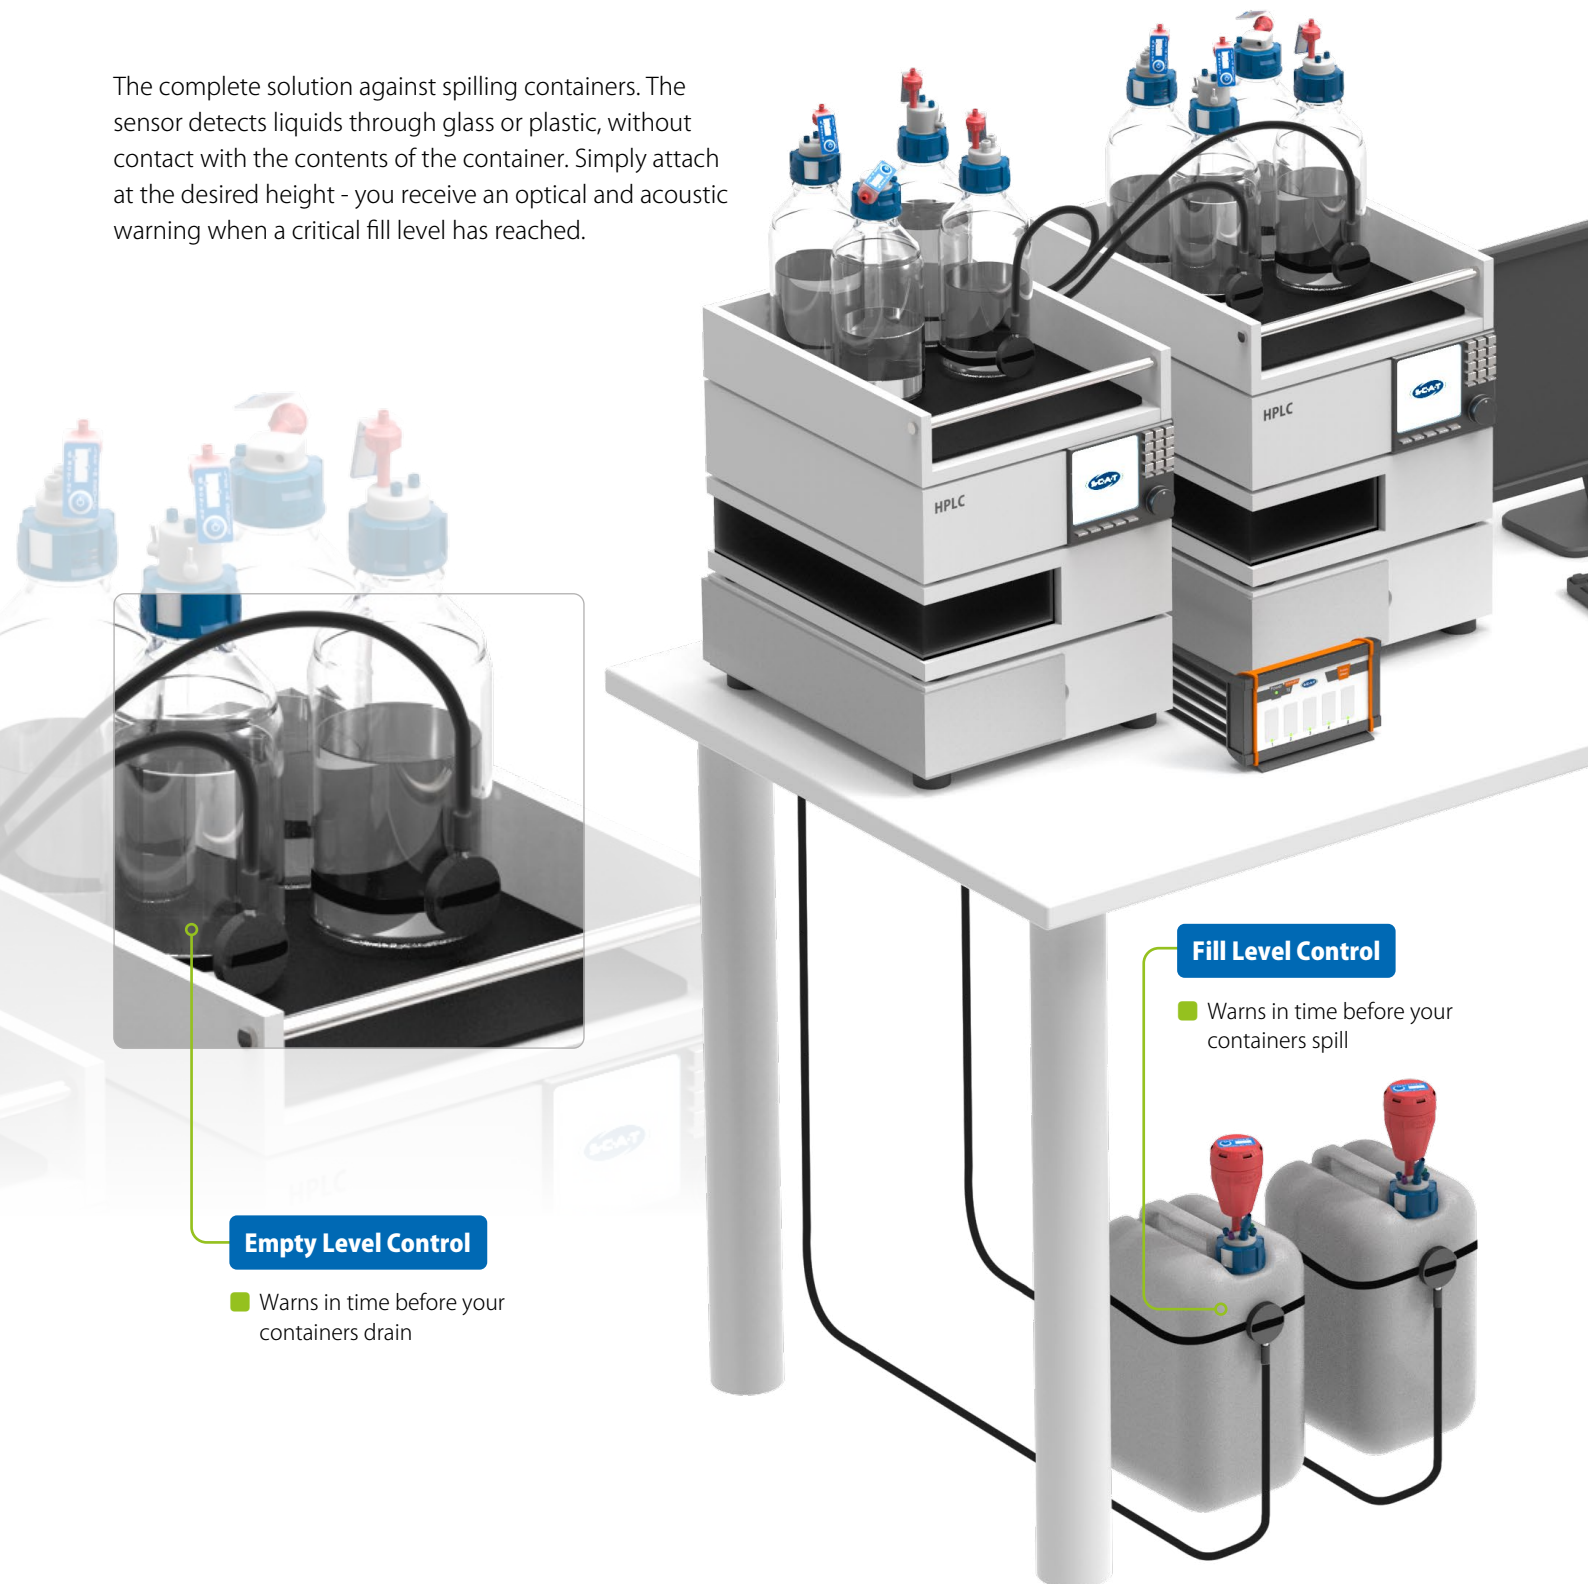 The complete solution against spilling containers. The
sensor detects liquids through glass or plastic, without
contact with the contents of the container. Simply attach
at the desired height - you receive an optical and acoustic
warning when a critical fill level has reached.
HPLC
HPLC
S·C·A·T
S·C·A·T
Fill Level Control
Warns in time before your
containers spill
S·C·A·T
HPLC
Empty Level Control
Warns in time before your
containers drain